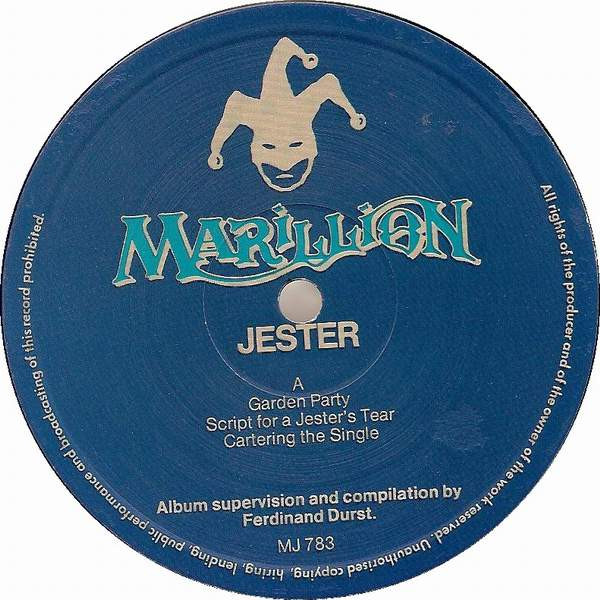 MARILLION
JESTER
A
Garden Party
Script for a Jester's Tear
Cartering the Single
Album supervision and compilation by
Ferdinand Durst.
MJ 783
All rights of the producer and of the owner of the work reserved. Unauthorised copying, hiring, lending, public performance and broadcasting of this record prohibited.